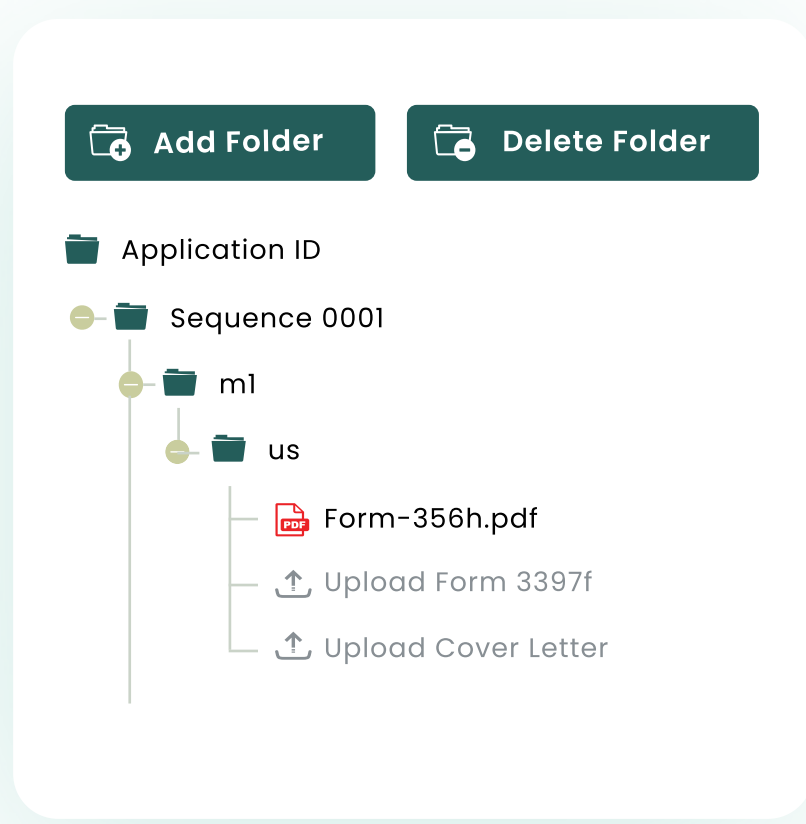 Add Folder
Delete Folder
Application ID
Sequence 0001
m1
us
PDF Form-356h.pdf
Upload Form 3397f
Upload Cover Letter